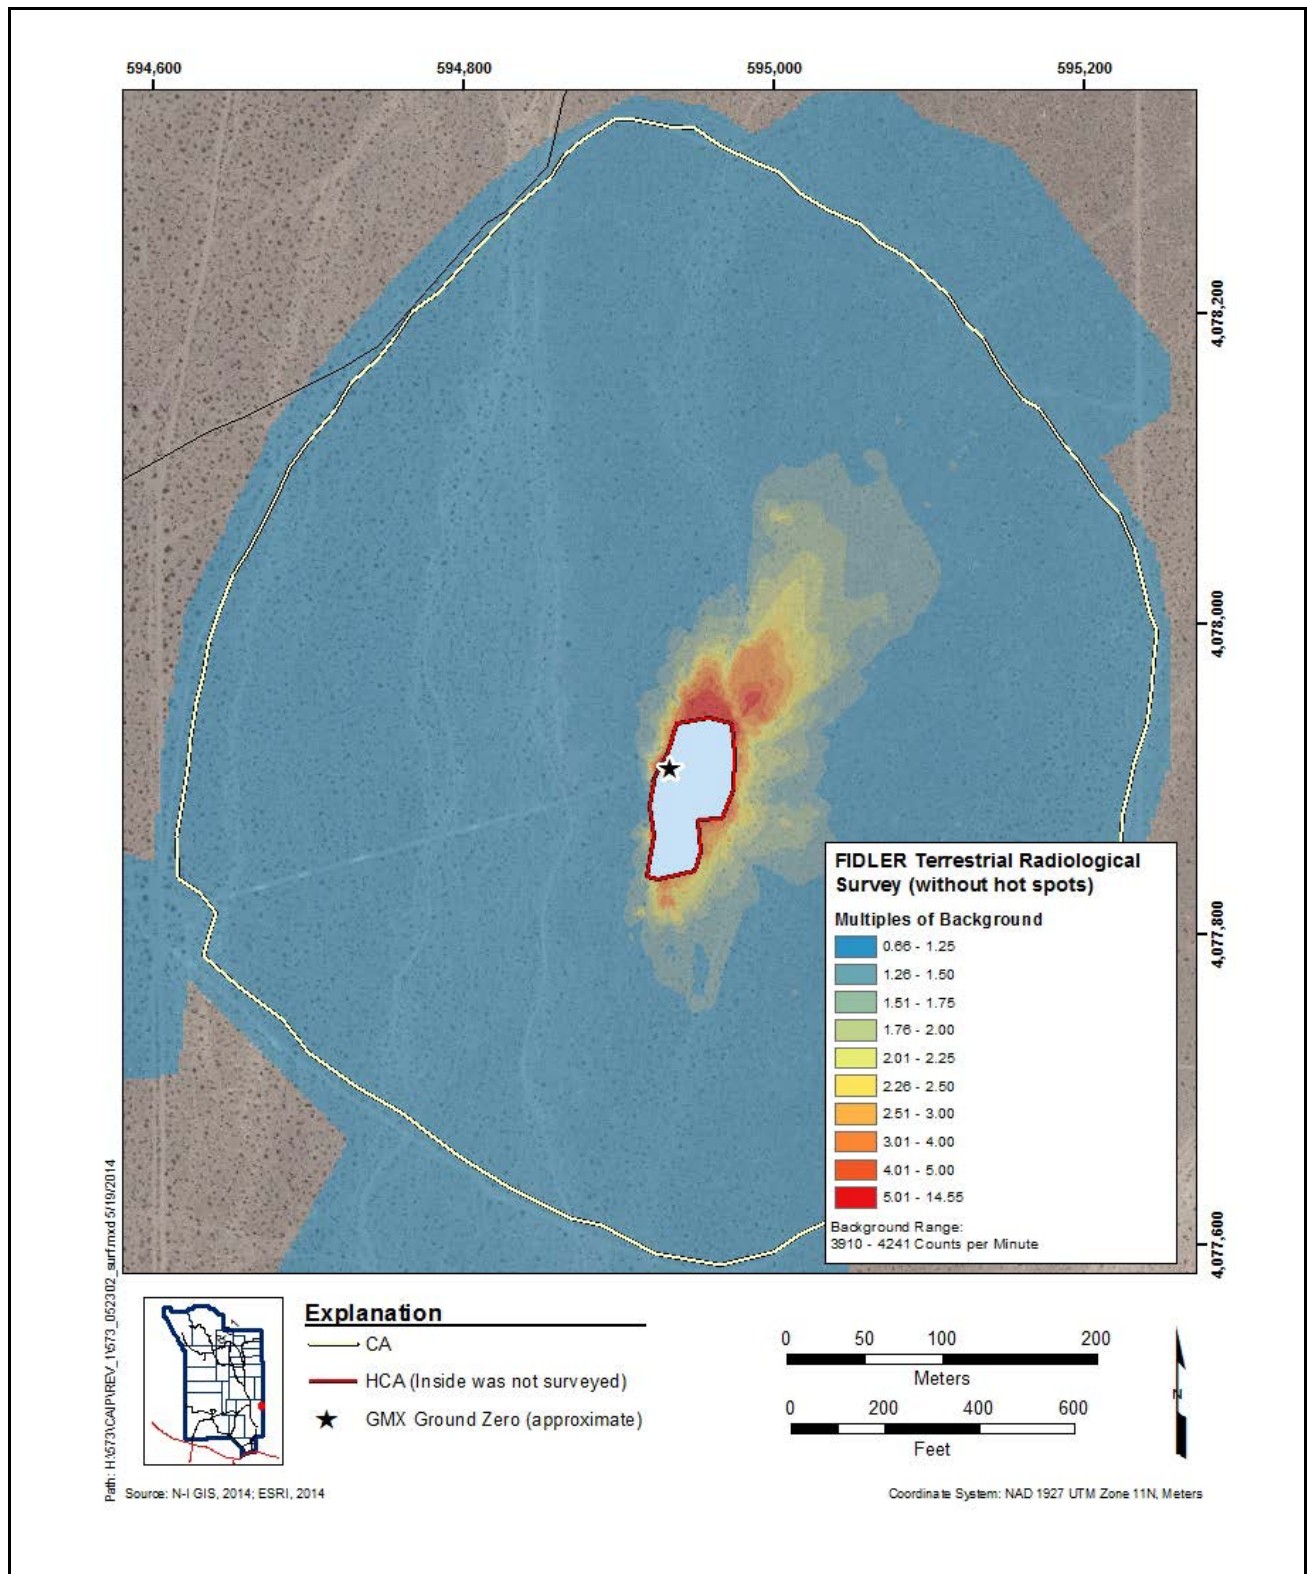 594,600 594,800 595,000 595,200
4,078,200
4,078,000
4,077,800
4,077,600
FIDLER Terrestrial Radiological
Survey (without hot spots)
Multiples of Background
0.66 - 1.25
1.26 - 1.50
1.51 - 1.75
1.76 - 2.00
2.01 - 2.25
2.26 - 2.50
2.51 - 3.00
3.01 - 4.00
4.01 - 5.00
5.01 - 14.55
Background Range:
3910 - 4241 Counts per Minute
Path: H:\573\CAIP\REV_1\573_052302_surf.mxd 5/19/2014
Explanation
CA
HCA (Inside was not surveyed)
GMX Ground Zero (approximate)
0 50 100 200
Meters
0 200 400 600
Feet
N
Source: N-I GIS, 2014; ESRI, 2014
Coordinate System: NAD 1927 UTM Zone 11N, Meters